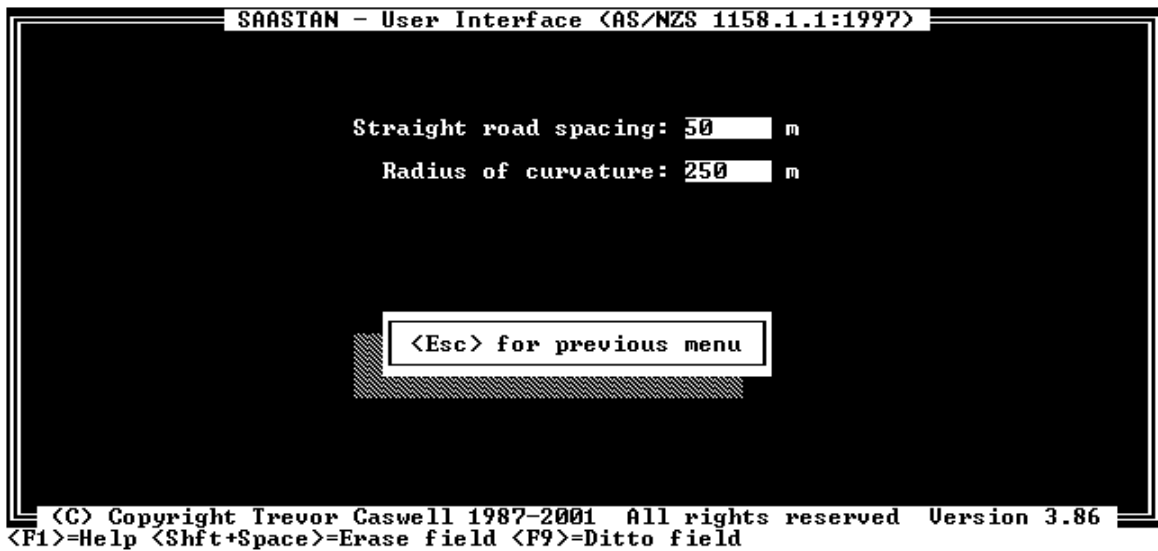 SAASTAN - User Interface (AS/NZS 1158.1.1:1997)
Straight road spacing: 50 m
Radius of curvature: 250 m
<Esc> for previous menu
(C) Copyright Trevor Caswell 1987-2001 All rights reserved Version 3.86
<F1>=Help <Shft+Space>=Erase field <F9>=Ditto field